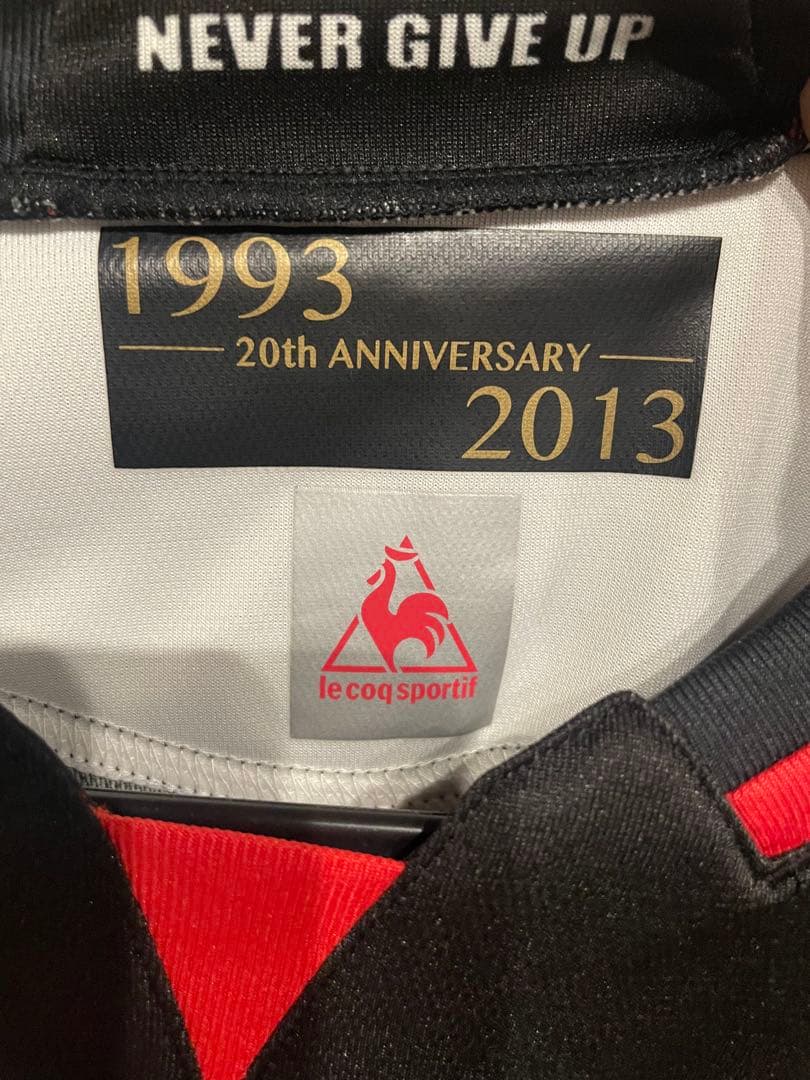 NEVER GIVE UP
1993
20th ANNIVERSARY
2013
le coq sportif